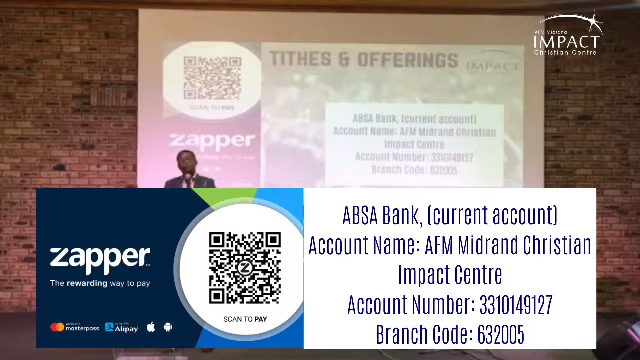 AFM Midrand
IMPACT
Christian Centre
TITHES & OFFERINGS
IMPACT
SCAN TO PAY
zapper
ABSA Bank, (current account)
Account Name: AFM Midrand Christian
Impact Centre
Account Number: 3310149127
Branch Code: 632005
zapper
The rewarding way to pay
masterpass
Alipay
SCAN TO PAY
ABSA Bank, (current account)
Account Name: AFM Midrand Christian
Impact Centre
Account Number: 3310149127
Branch Code: 632005